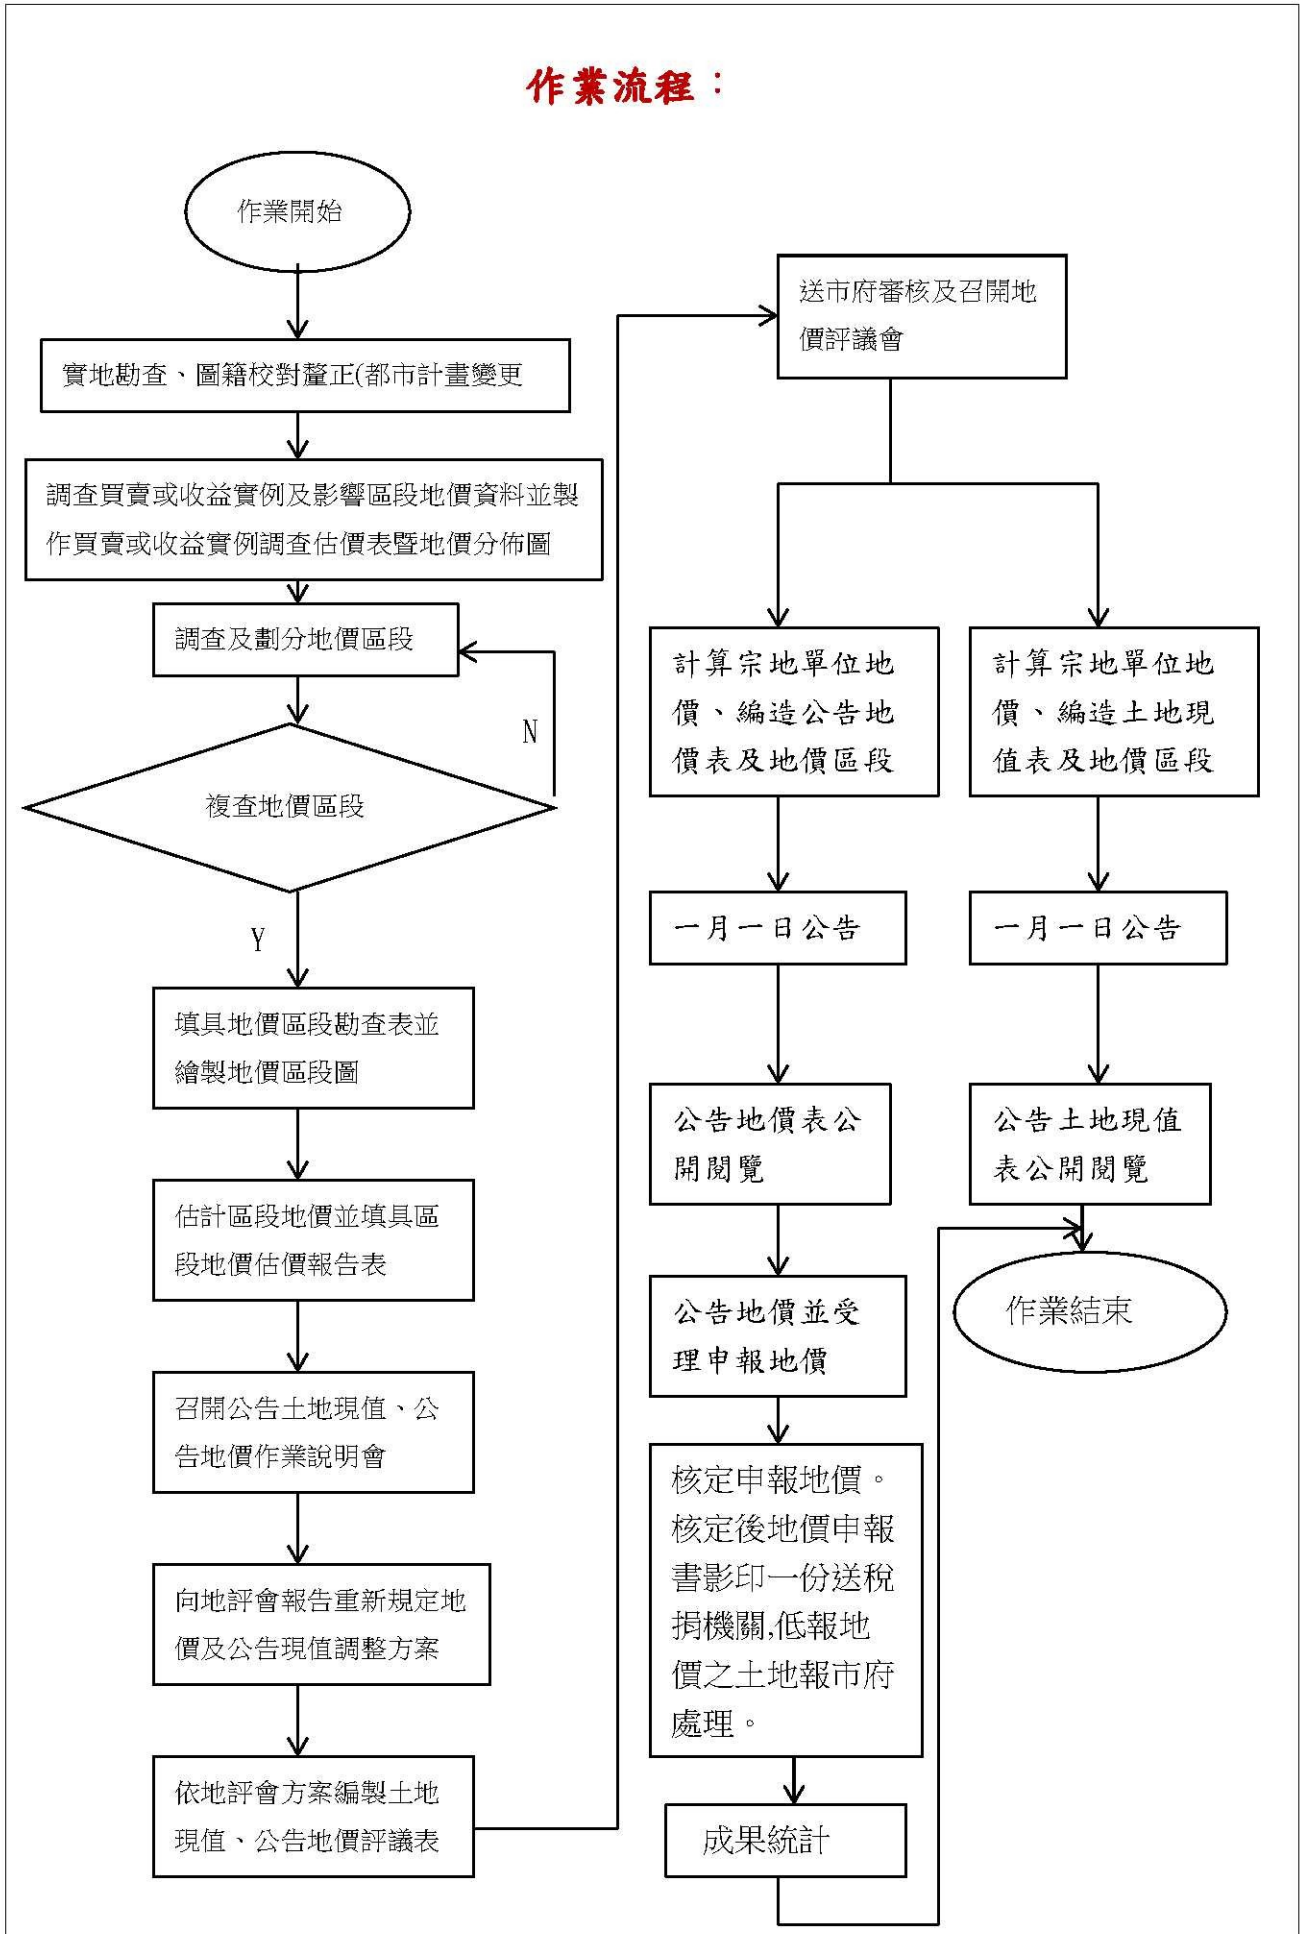 作業流程：
作業開始
實地勘查、圖籍校對釐正(都市計畫變更
調查買賣或收益實例及影響區段地價資料並製
作買賣或收益實例調查估價表暨地價分佈圖
調查及劃分地價區段
N
複查地價區段
Y
填具地價區段勘查表並
繪製地價區段圖
估計區段地價並填具區
段地價估價報告表
召開公告土地現值、公
告地價作業說明會
向地評會報告重新規定地
價及公告現值調整方案
依地評會方案編製土地
現值、公告地價評議表
送市府審核及召開地
價評議會
計算宗地單位地
價、編造公告地
價表及地價區段
一月一日公告
公告地價表公
開閱覽
公告地價並受
理申報地價
核定申報地價。
核定後地價申報
書影印一份送稅
捐機關,低報地
價之土地報市府
處理。
成果統計
計算宗地單位地
價、編造土地現
值表及地價區段
一月一日公告
公告土地現值
表公開閱覽
作業結束